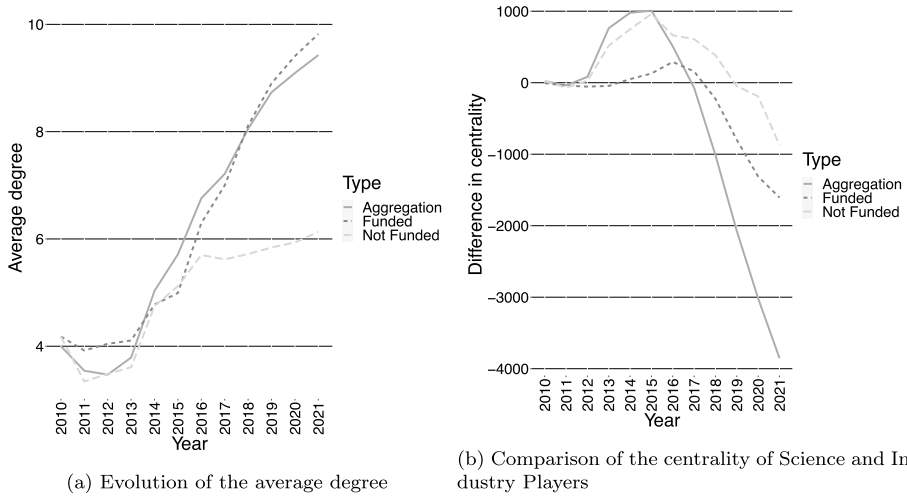 10
8
6
4
Average degree
2010 2011 2012 2013 2014 2015 2016 2017 2018 2019 2020 2021
Year
Type
Aggregation
Funded
Not Funded
(a) Evolution of the average degree
1000
0
−1000
−2000
−3000
−4000
Difference in centrality
2010 2011 2012 2013 2014 2015 2016 2017 2018 2019 2020 2021
Year
Type
Aggregation
Funded
Not Funded
(b) Comparison of the centrality of Science and In
dustry Players